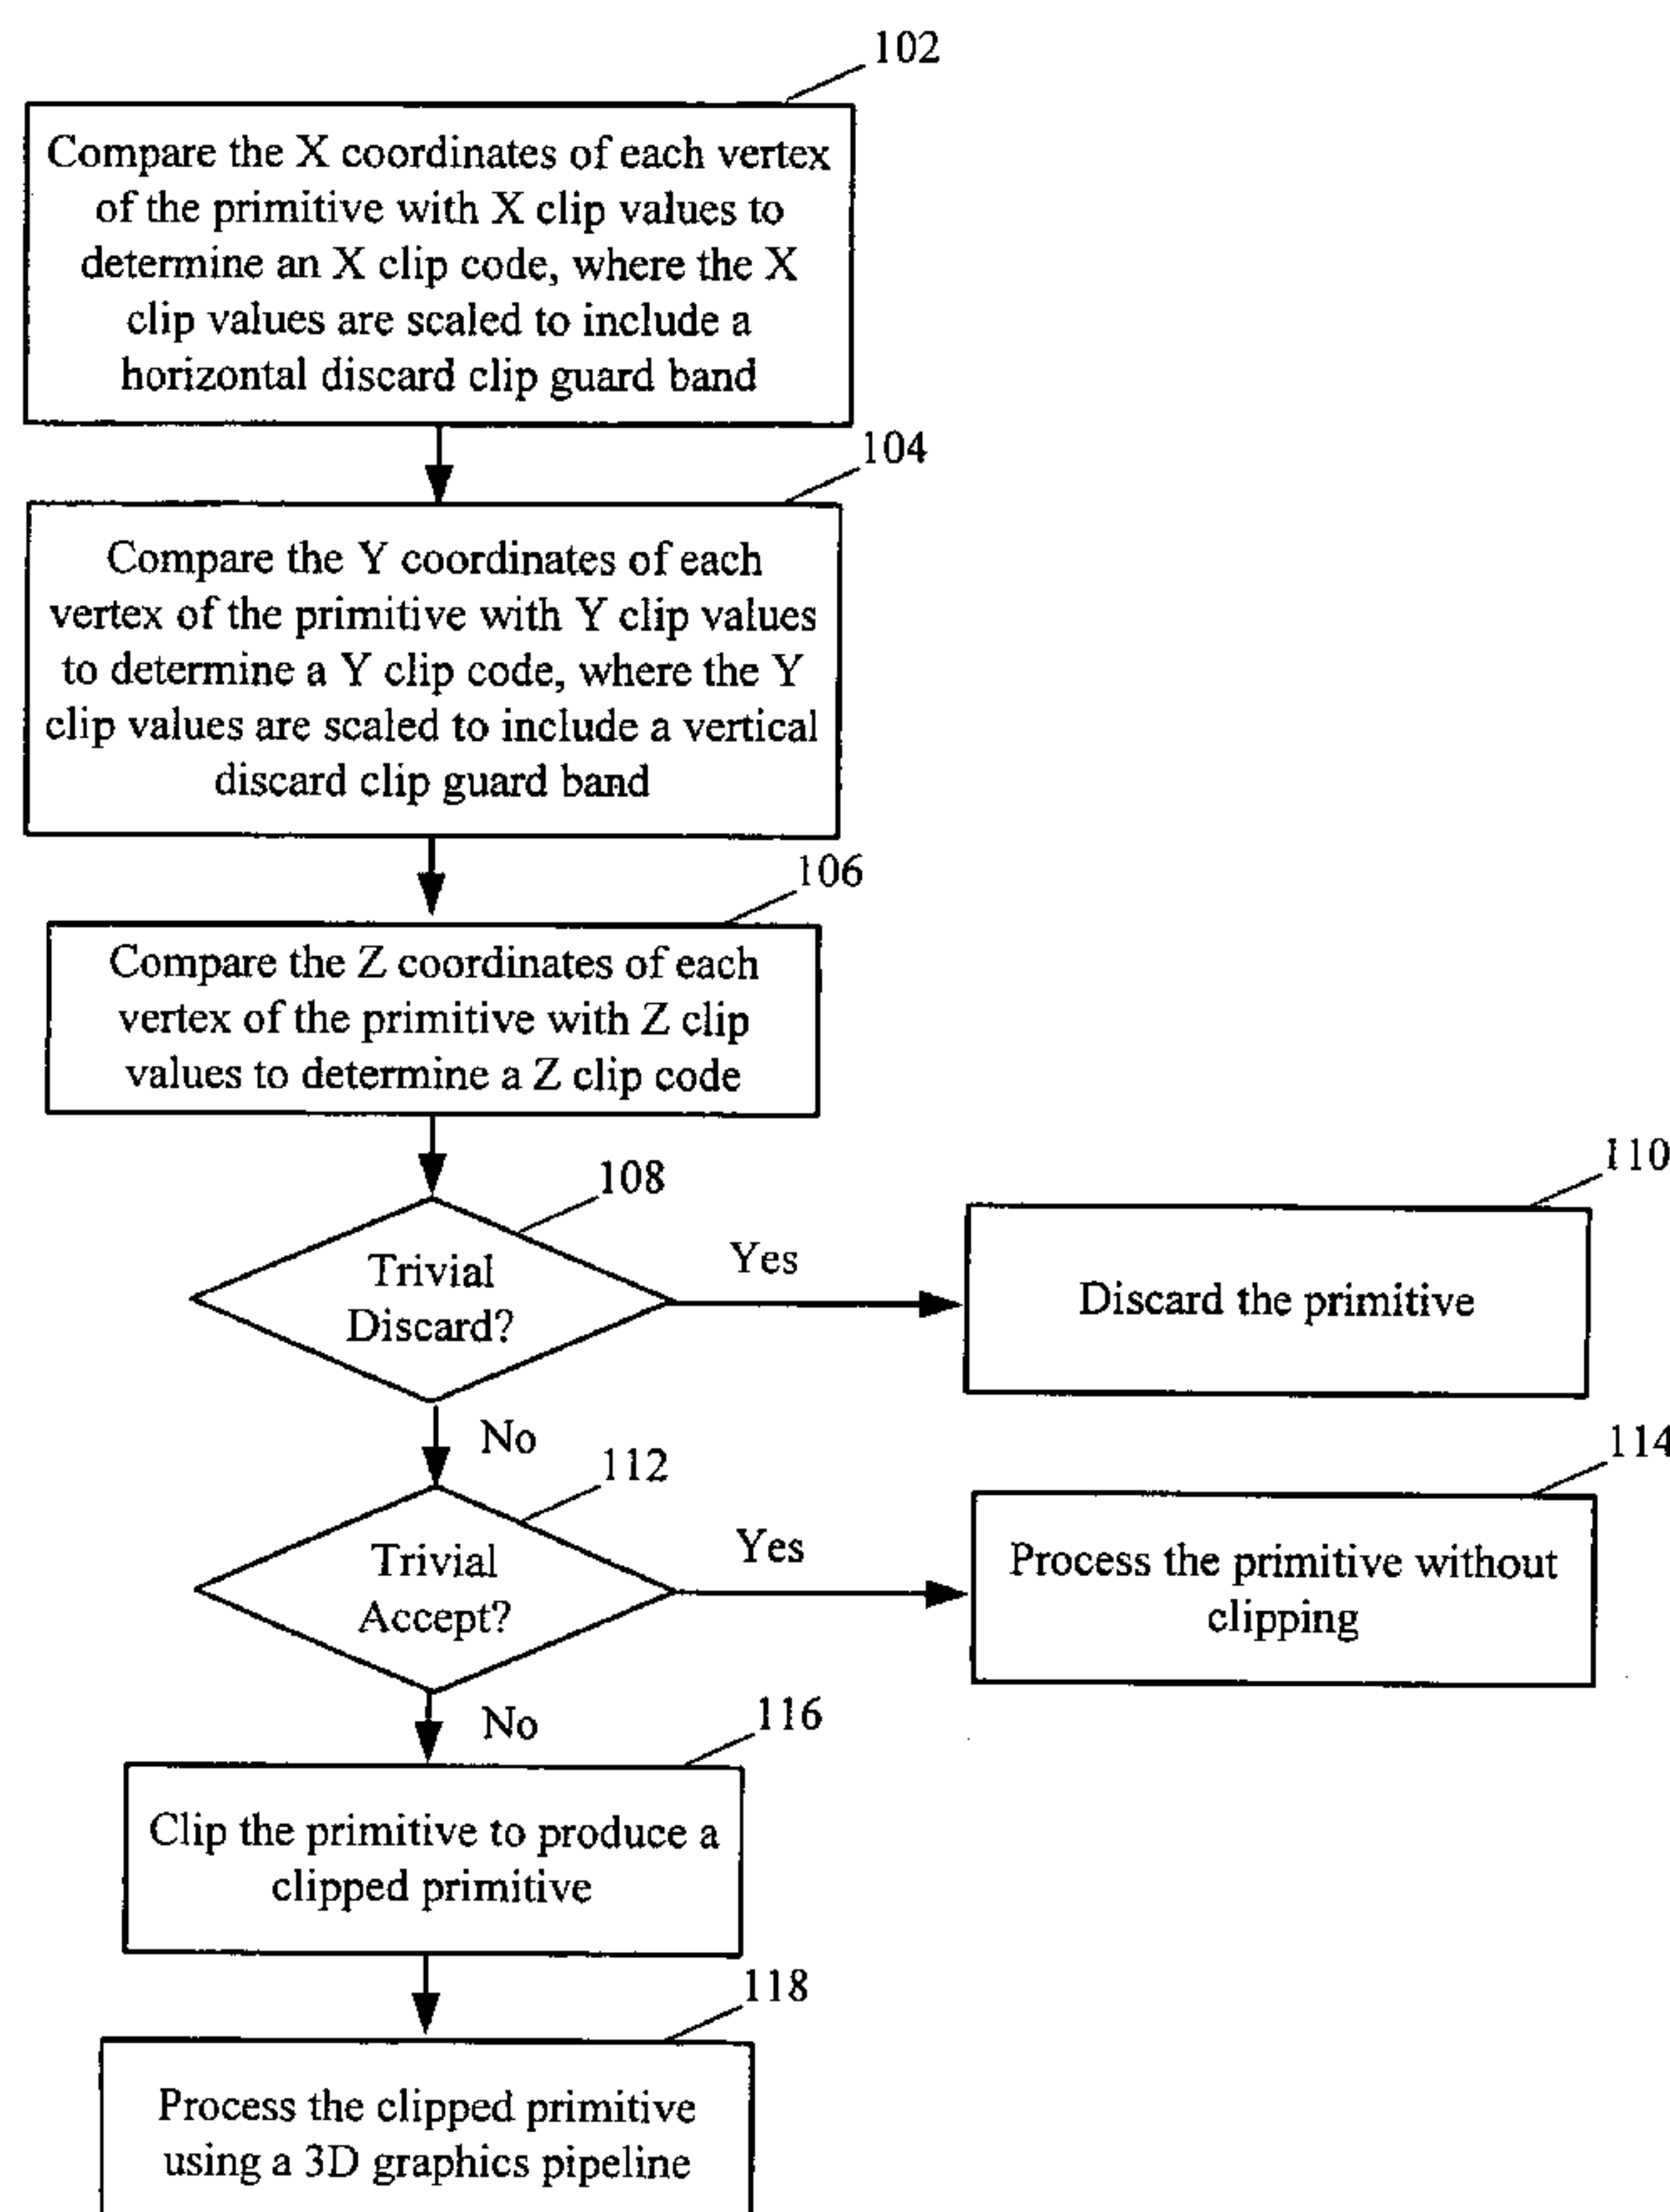 102
Compare the X coordinates of each vertex
of the primitive with X clip values to
determine an X clip code, where the X
clip values are scaled to include a
horizontal discard clip guard band
104
Compare the Y coordinates of each
vertex of the primitive with Y clip values
to determine a Y clip code, where the Y
clip values are scaled to include a vertical
discard clip guard band
106
Compare the Z coordinates of each
vertex of the primitive with Z clip
values to determine a Z clip code
108
Trivial
Discard?
Yes
110
Discard the primitive
No
112
Trivial
Accept?
Yes
114
Process the primitive without
clipping
No
116
Clip the primitive to produce a
clipped primitive
118
Process the clipped primitive
using a 3D graphics pipeline